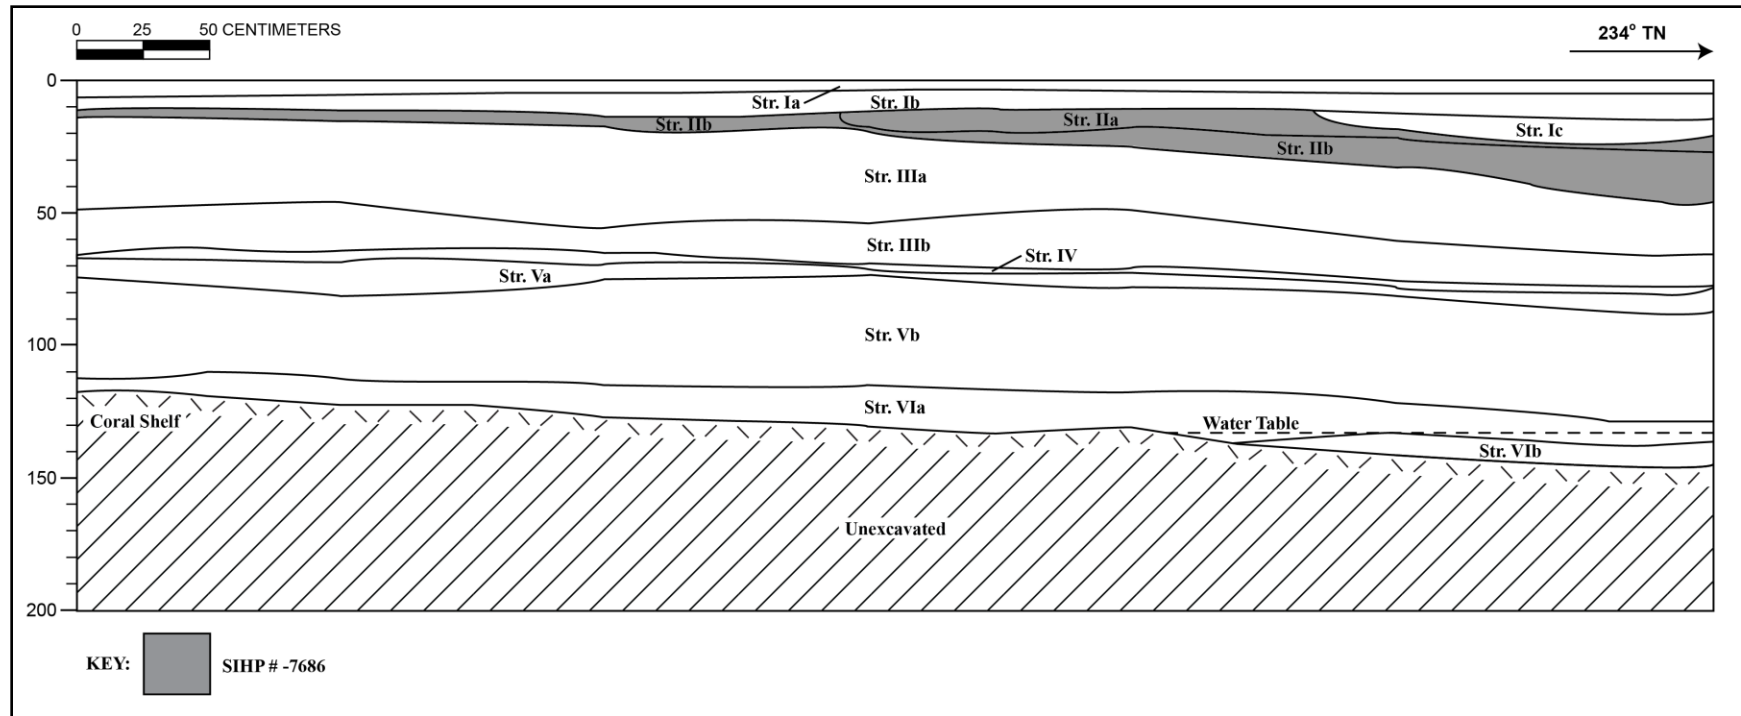 0 25 50 CENTIMETERS
234° TN
0
Str. Ia
Str. Ib
Str. IIb
Str. IIa
Str. Ic
Str. IIb
Str. IIIa
50
Str. IIIb
Str. IV
Str. Va
100
Str. Vb
Str. VIa
Coral Shelf
Water Table
Str. VIb
150
Unexcavated
200
KEY: SIHP # -7686